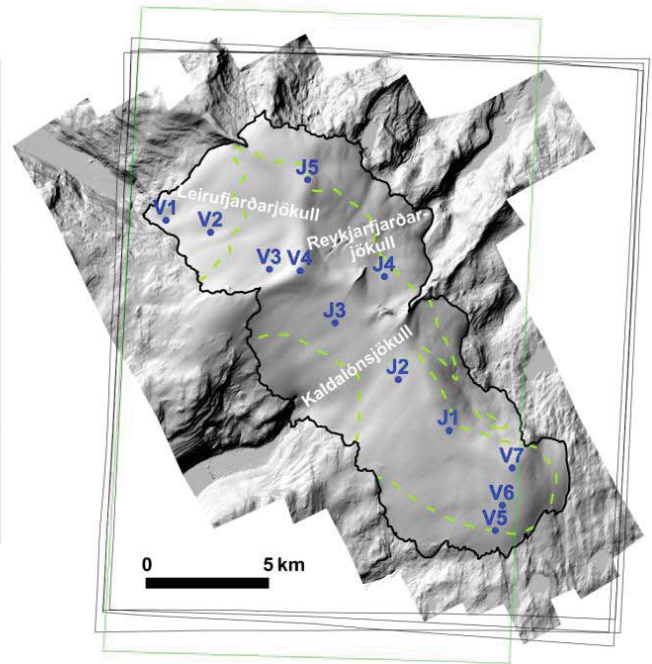 J5
V1
Leirufjarðarjökull
V2
Reykjarfjarðar-
jökull
V3
V4
J4
J3
Kaldalónsjökull
J2
J1
V7
V6
V5
0
5 km